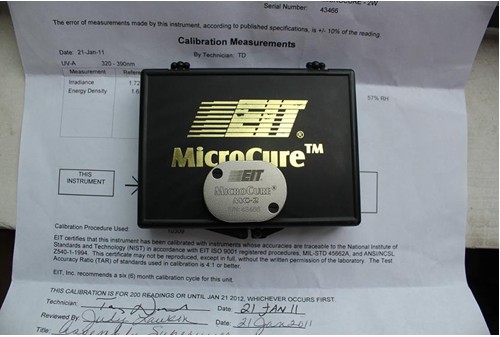 Serial Number: 43466
The error of measurements made by this instrument, according to published specifications, is +/- 10% of the reading.
Calibration Measurements
Date: 21-Jan-11
By Technician: TD
UV-A 320 - 390nm
Measurement
Irradiance
Energy Density
57% RH
EIT ®
MicroCure™
THIS
INSTRUMENT
EIT
MICROCURE®
MC-2
Calibration Procedure Used
EIT certifies that this instrument has been calibrated with instruments whose accuracies are traceable to the National Institute of
Standards and Technology (NIST) in accordance with EIT ISO 9001 registered procedures, MIL-STD 45662A, and ANS/NCSL
Z540-1-1994. This certificate may not be reproduced, except in full, without the written permission of the laboratory. The Test
Accuracy Ratio (TAR) of standards used in calibration is 4:1 or better.
EIT, Inc. recommends a six (6) month calibration cycle for this unit.
THIS CALIBRATION IS FOR 200 READINGS OR UNTIL JAN 21 2012, WHICHEVER OCCURS FIRST.
Technician: Date: 21 JAN 11
Reviewed By: Judy Lawson Date: 21 Jan 2011
Title: Assembly Supervisor